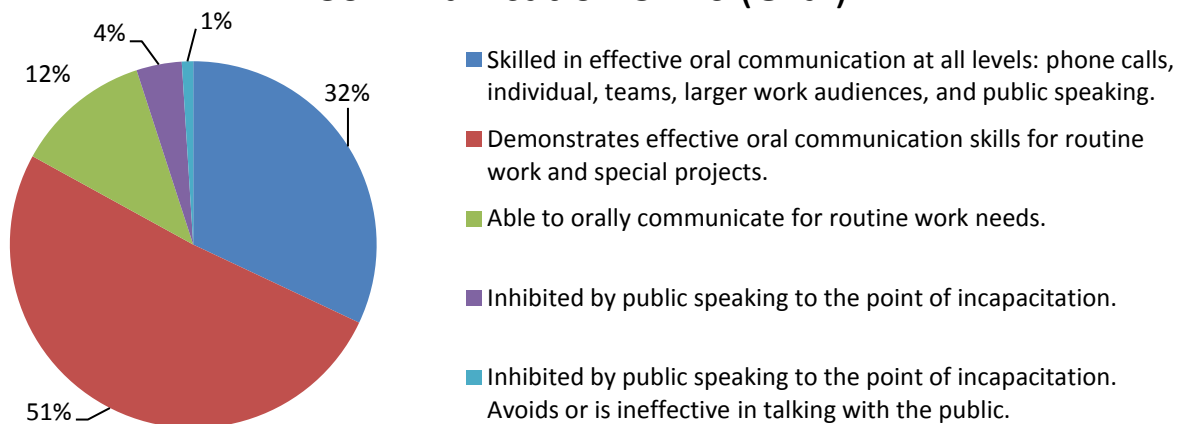 1%
4%
12%
32%
51%
Skilled in effective oral communication at all levels: phone calls,
individual, teams, larger work audiences, and public speaking.
Demonstrates effective oral communication skills for routine
work and special projects.
Able to orally communicate for routine work needs.
Inhibited by public speaking to the point of incapacitation.
Inhibited by public speaking to the point of incapacitation.
Avoids or is ineffective in talking with the public.